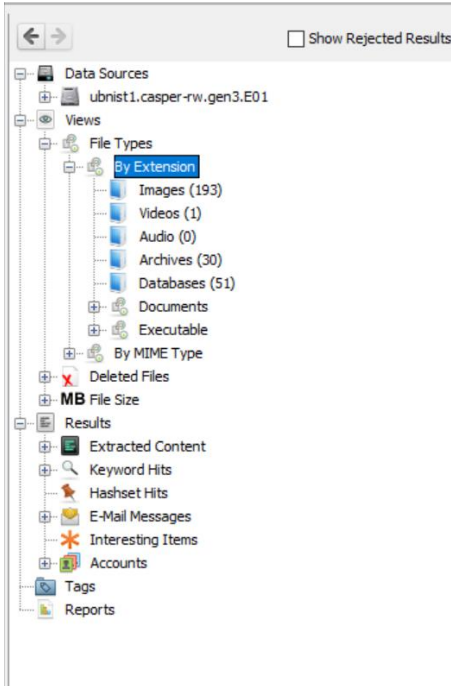 Show Rejected Results
Data Sources
ubnist1.casper-rw.gen3.E01
Views
File Types
By Extension
Images (193)
Videos (1)
Audio (0)
Archives (30)
Databases (51)
Documents
Executable
By MIME Type
Deleted Files
MB File Size
Results
Extracted Content
Keyword Hits
Hashset Hits
E-Mail Messages
Interesting Items
Accounts
Tags
Reports